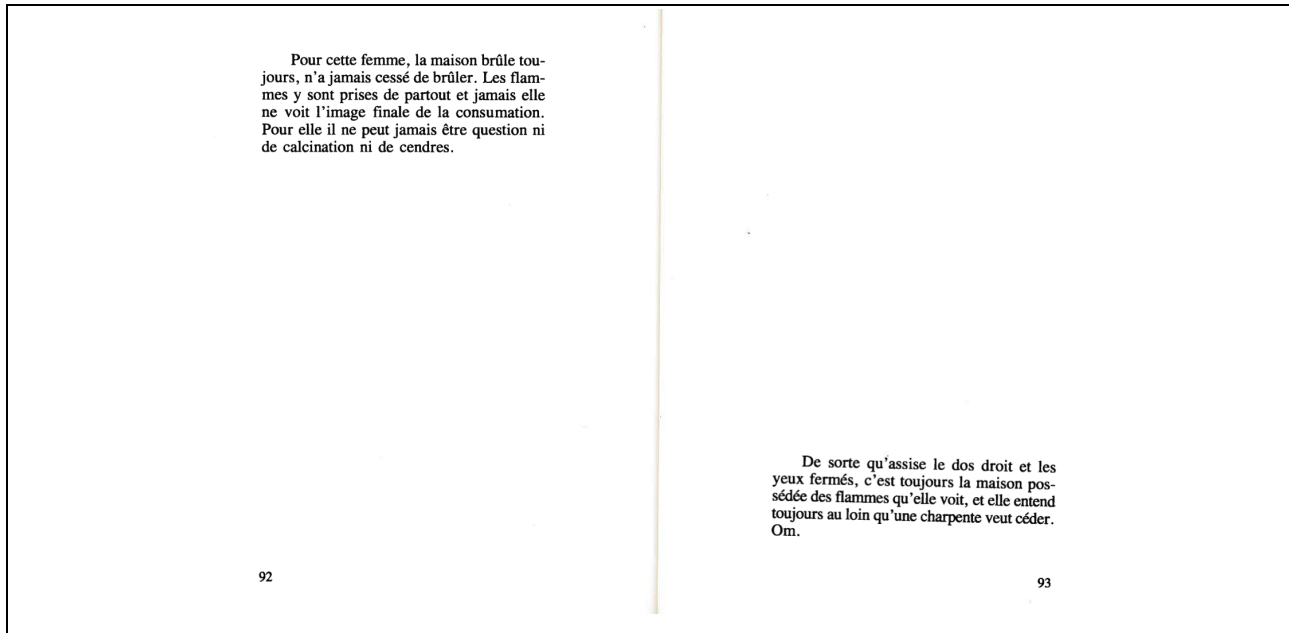 Pour cette femme, la maison brûle tou-
jours, n'a jamais cessé de brûler. Les flam-
mes y sont prises de partout et jamais elle
ne voit l'image finale de la consumation.
Pour elle il ne peut jamais être question ni
de calcination ni de cendres.
92
De sorte qu'assise le dos droit et les
yeux fermés, c'est toujours la maison pos-
sédée des flammes qu'elle voit, et elle entend
toujours au loin qu'une charpente veut céder.
Om.
93